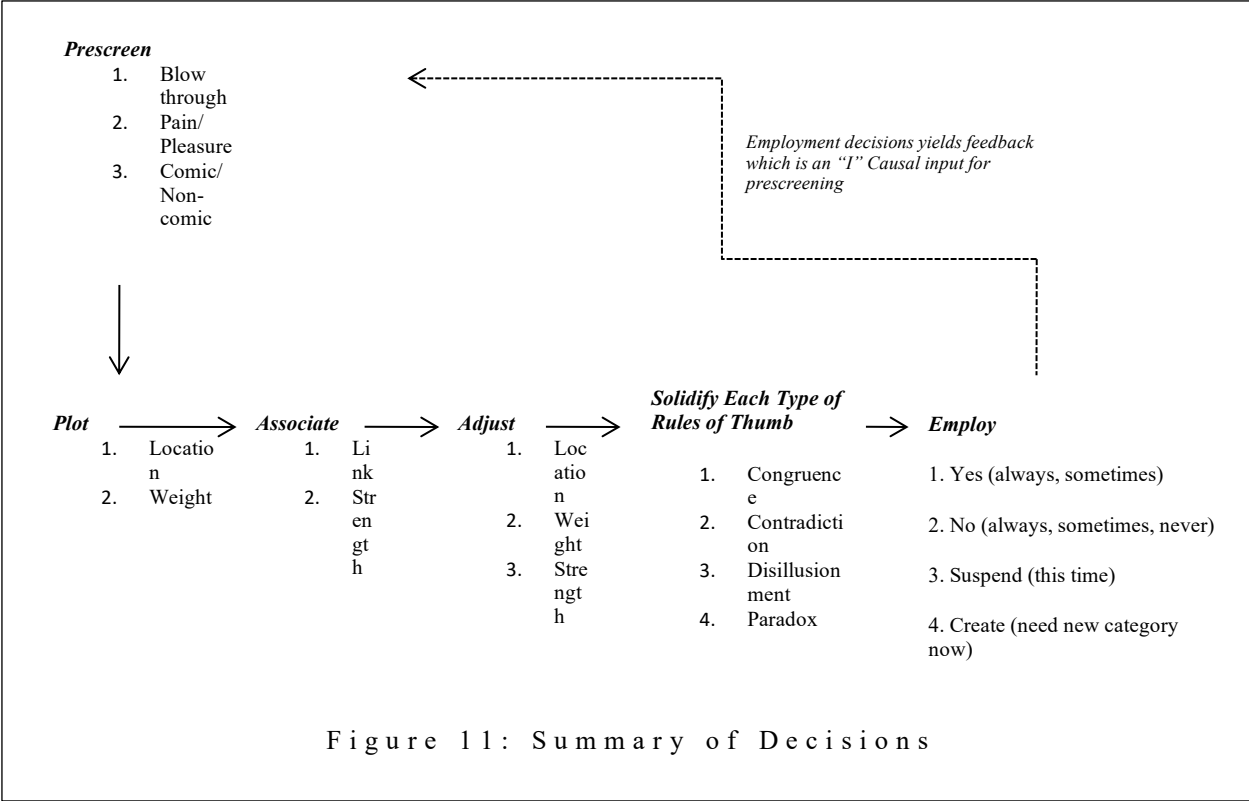 Prescreen
1. Blow
through
2. Pain/
Pleasure
3. Comic/
Non-
comic
Employment decisions yields feedback
which is an “I” Causal input for
prescreening
Plot
1. Locatio
n
2. Weight
Associate
1. Li
nk
2. Str
en
gt
h
Adjust
1. Loc
atio
n
2. Wei
ght
3. Stre
ngt
h
Solidify Each Type of
Rules of Thumb
1. Congruenc
e
2. Contradicti
on
3. Disillusion
ment
4. Paradox
Employ
1. Yes (always, sometimes)
2. No (always, sometimes, never)
3. Suspend (this time)
4. Create (need new category
now)
Figure 11: Summary of Decisions